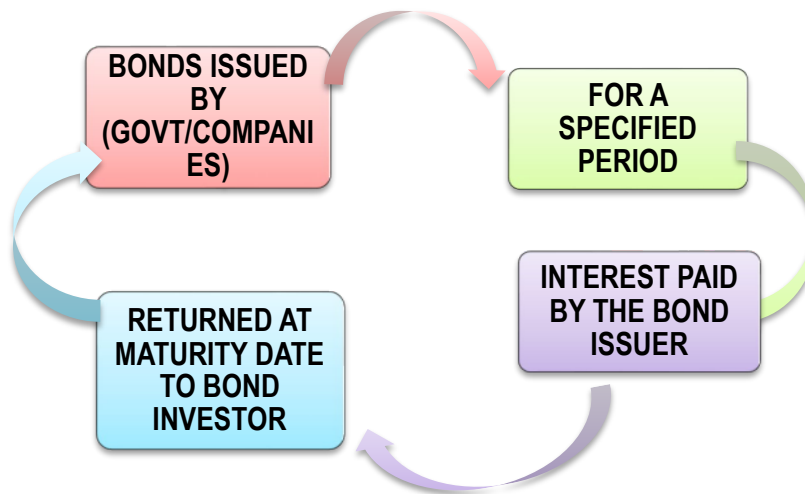 BONDS ISSUED
BY
(GOVT/COMPANI
ES)
FOR A
SPECIFIED
PERIOD
INTEREST PAID
BY THE BOND
ISSUER
RETURNED AT
MATURITY DATE
TO BOND
INVESTOR